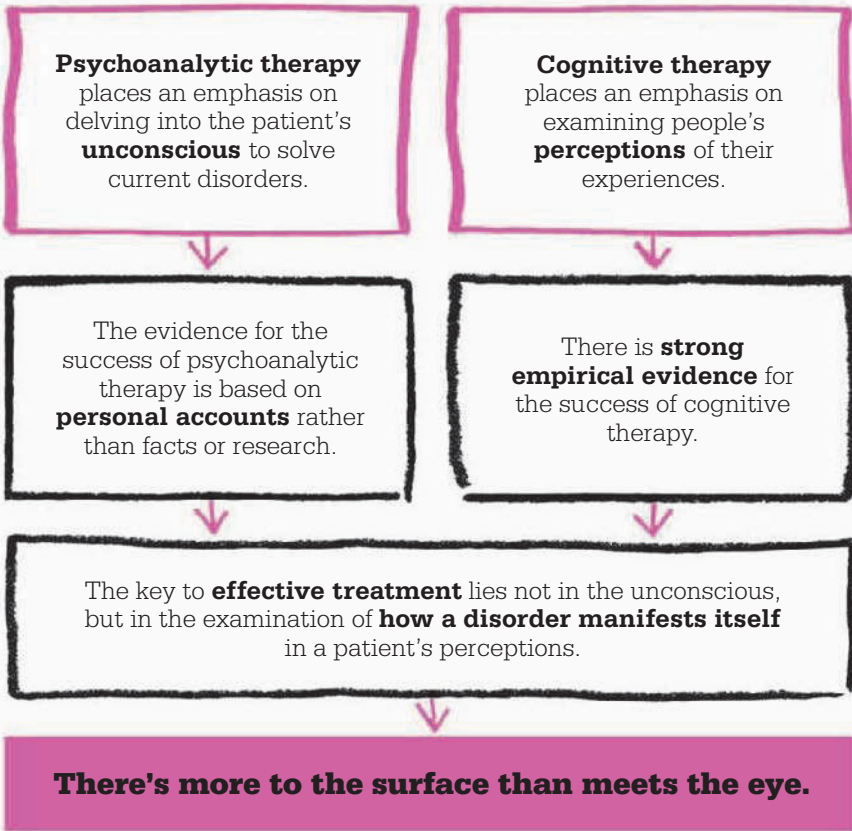 Psychoanalytic therapy
places an emphasis on
delving into the patient's
unconscious to solve
current disorders.
Cognitive therapy
places an emphasis on
examining people's
perceptions of their
experiences.
The evidence for the
success of psychoanalytic
therapy is based on
personal accounts rather
than facts or research.
There is strong
empirical evidence for
the success of cognitive
therapy.
The key to effective treatment lies not in the unconscious,
but in the examination of how a disorder manifests itself
in a patient's perceptions.
There's more to the surface than meets the eye.